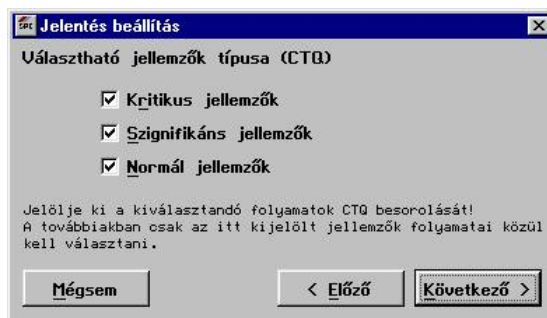 SPC Jelentés beállítás
Választható jellemzők típusa (CTQ)
Kritikus jellemzők
Szignifikáns jellemzők
Normál jellemzők
Jelölje ki a kiválasztandó folyamatok CTQ besorolását!
A továbbiakban csak az itt kijelölt jellemzők folyamatai közül
kell választani.
Mégsem
< Előző
Következő >